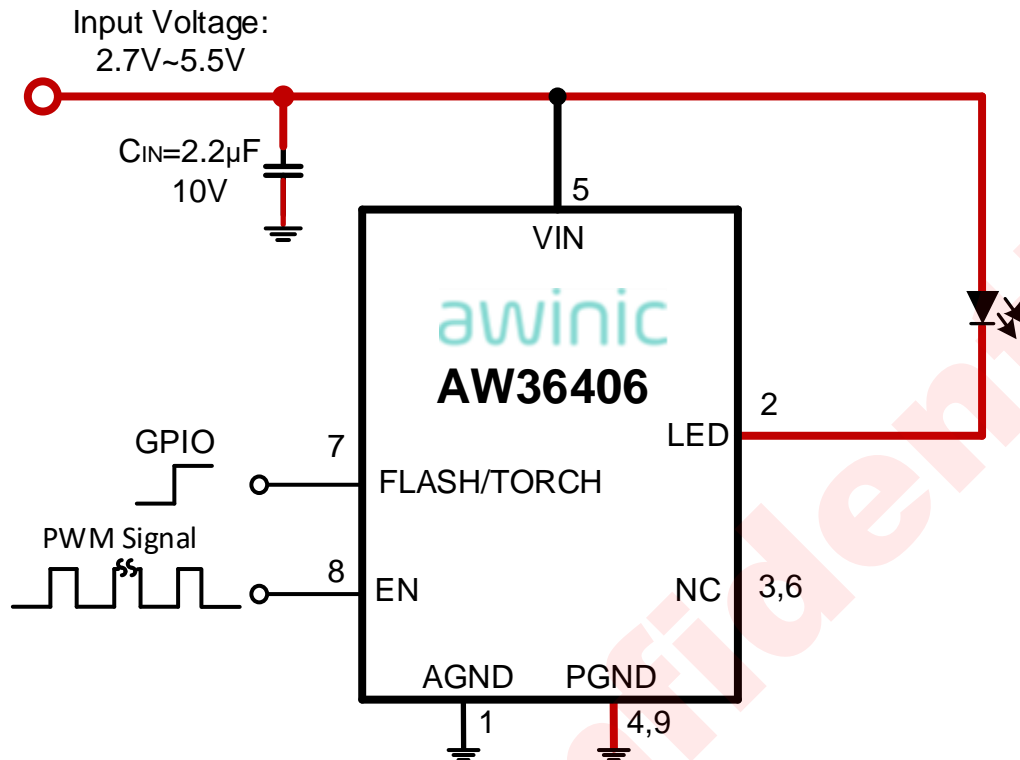 Input Voltage:
2.7V~5.5V
CIN=2.2µF
10V
5
VIN
awinic
AW36406
2
LED
GPIO
7
FLASH/TORCH
PWM Signal
8
EN
NC
3,6
AGND
PGND
1
4,9